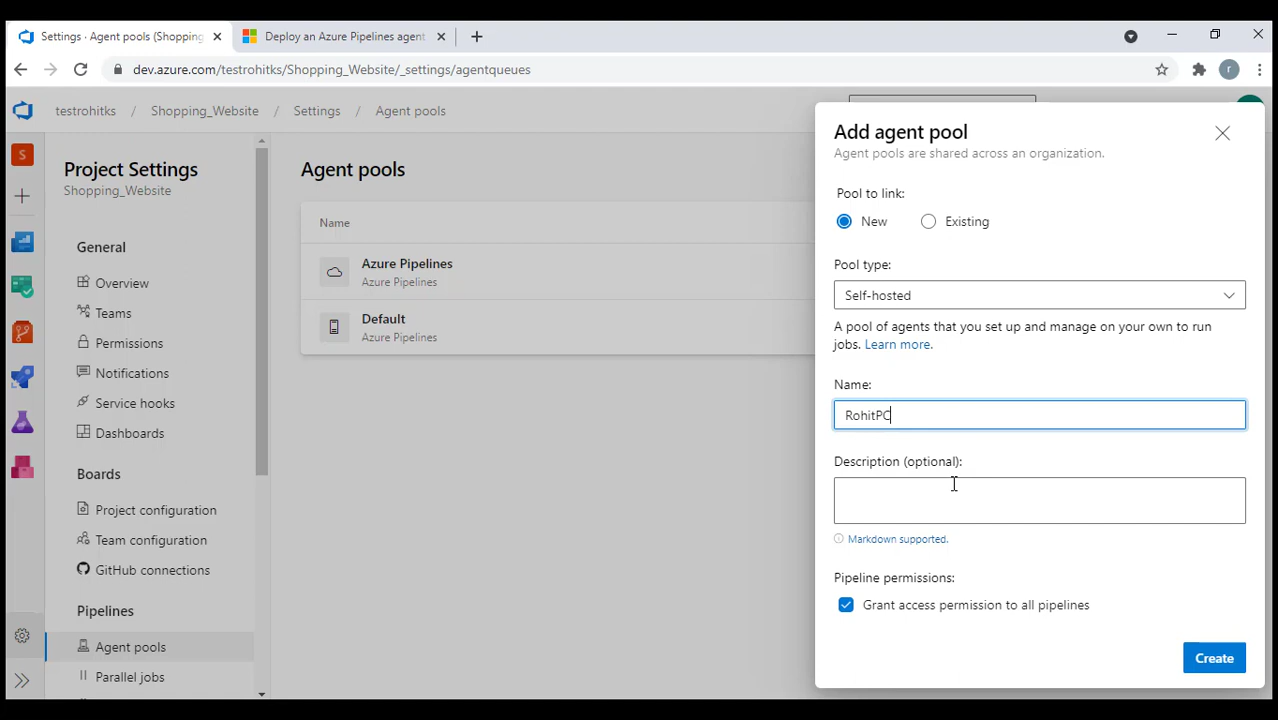 Settings · Agent pools (Shopping
Deploy an Azure Pipelines agent
dev.azure.com/testrohitks/Shopping_Website/_settings/agentqueues
r
testrohitks / Shopping_Website / Settings / Agent pools
S
Project Settings
Shopping_Website
General
Overview
Teams
Permissions
Notifications
Service hooks
Dashboards
Boards
Project configuration
Team configuration
GitHub connections
Pipelines
Agent pools
Parallel jobs
Agent pools
Name
Azure Pipelines
Azure Pipelines
Default
Azure Pipelines
Add agent pool
Agent pools are shared across an organization.
Pool to link:
New
Existing
Pool type:
Self-hosted
A pool of agents that you set up and manage on your own to run
jobs. Learn more.
Name:
RohitPC
Description (optional):
Markdown supported.
Pipeline permissions:
Grant access permission to all pipelines
Create